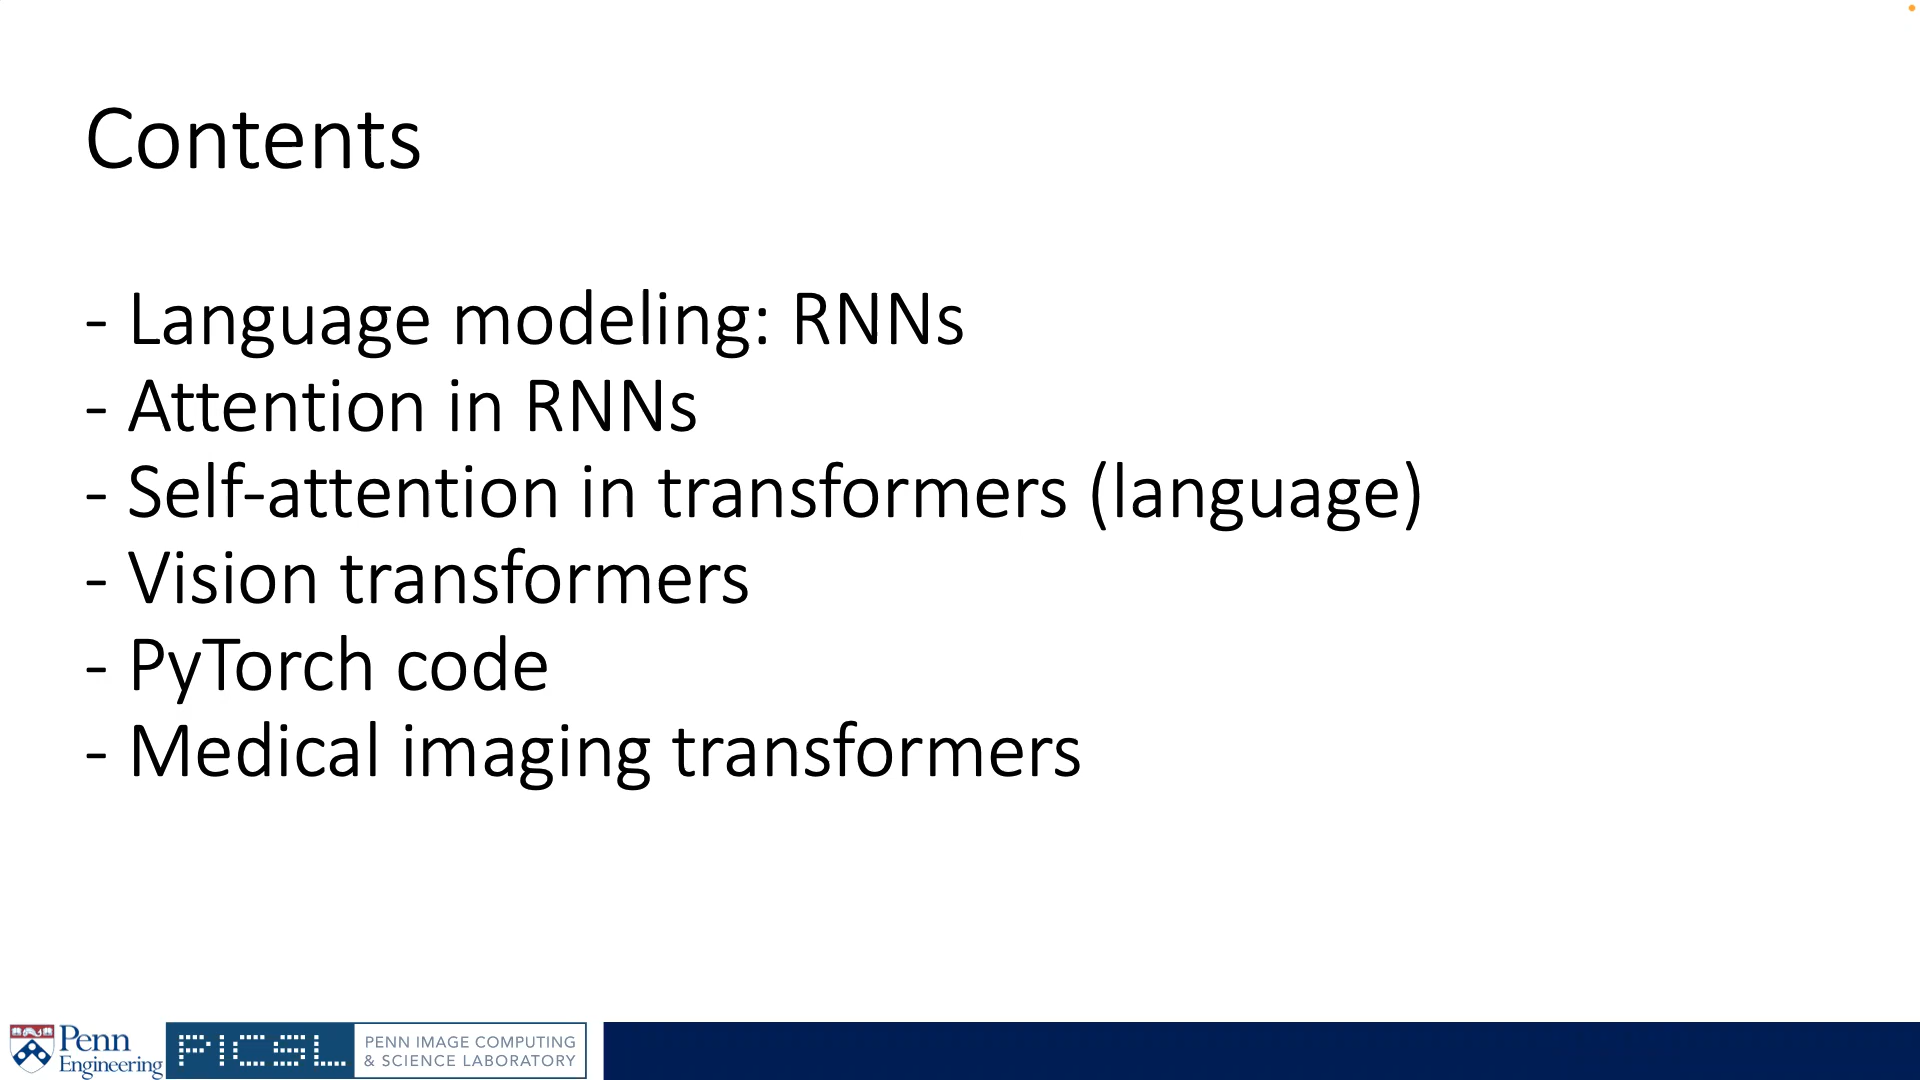 Contents
- Language modeling: RNNs
- Attention in RNNs
- Self-attention in transformers (language)
- Vision transformers
- PyTorch code
- Medical imaging transformers
Penn
Engineering
PICSL
PENN IMAGE COMPUTING
& SCIENCE LABORATORY